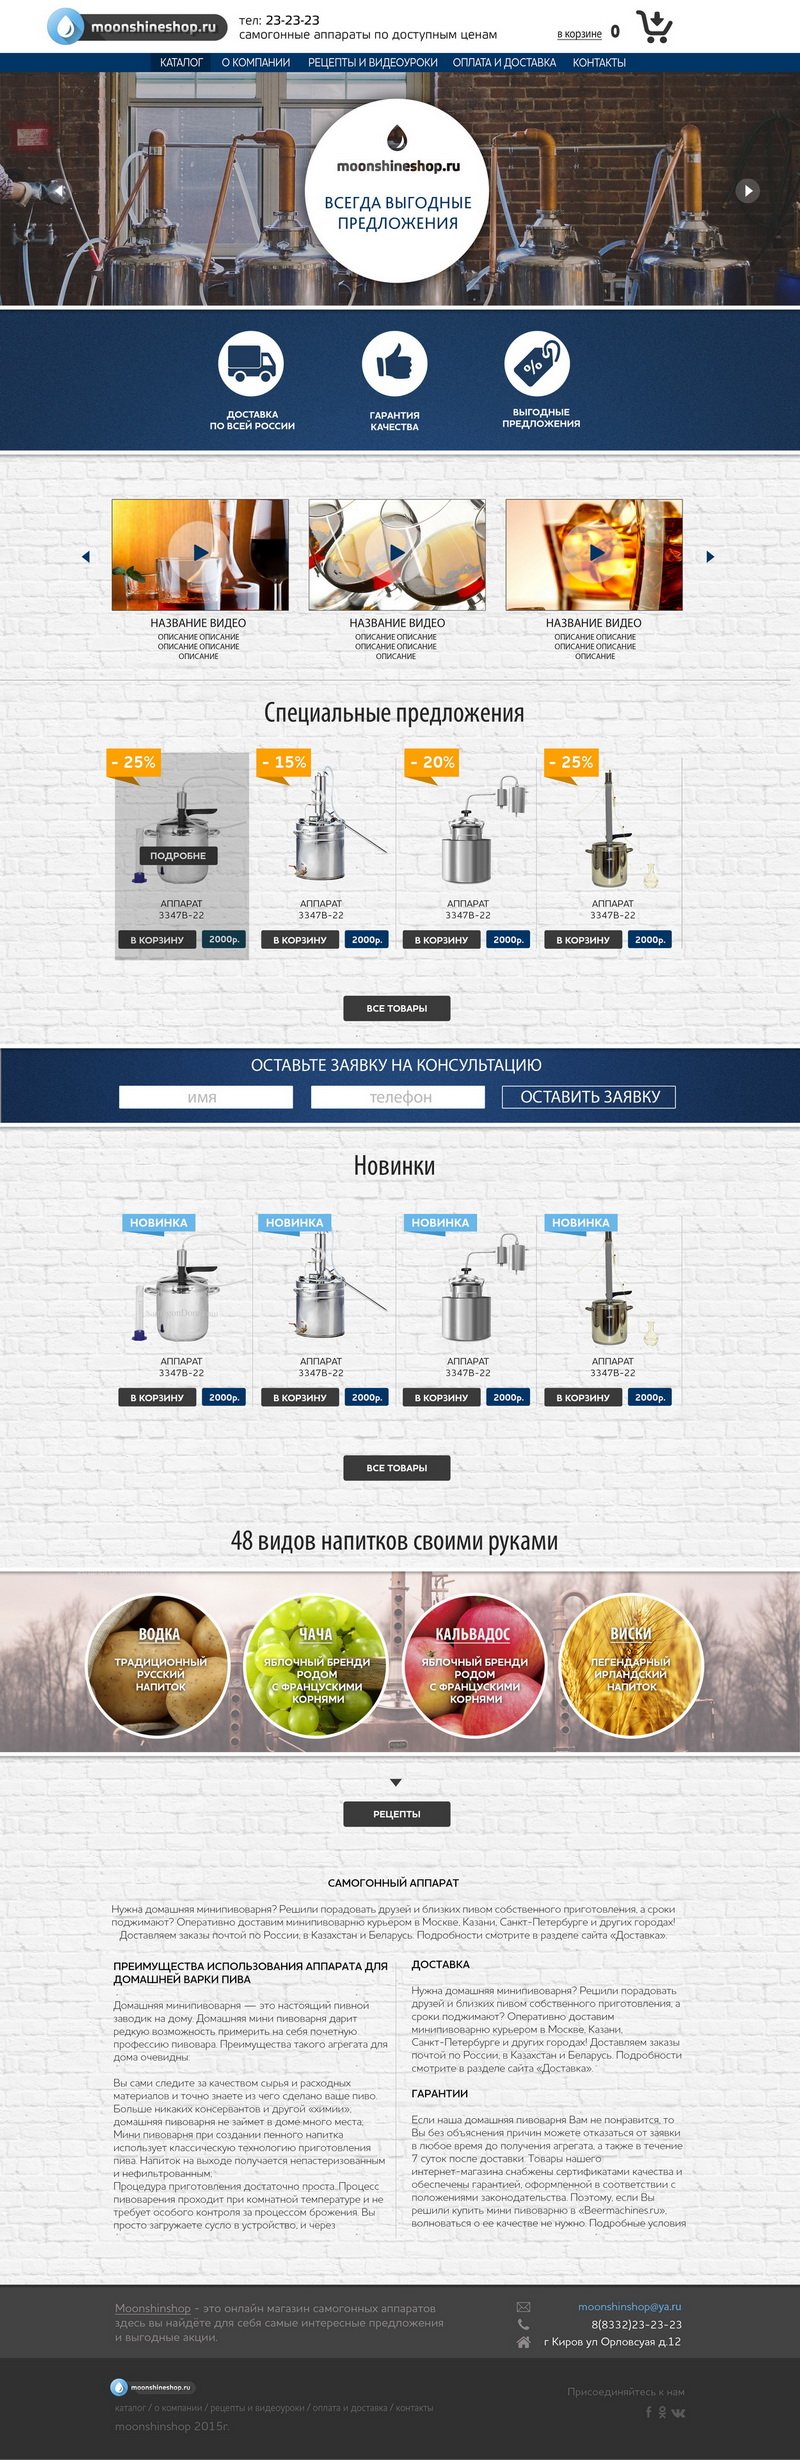 moonshineshop.ru
тел: 23-23-23
самогонные аппараты по доступным ценам
в корзине 0
КАТАЛОГ О КОМПАНИИ РЕЦЕПТЫ И ВИДЕОУРОКИ ОПЛАТА И ДОСТАВКА КОНТАКТЫ
moonshineshop.ru
ВСЕГДА ВЫГОДНЫЕ
ПРЕДЛОЖЕНИЯ
ДОСТАВКА
ПО ВСЕЙ РОССИИ
ГАРАНТИЯ
КАЧЕСТВА
%
ВЫГОДНЫЕ
ПРЕДЛОЖЕНИЯ
НАЗВАНИЕ ВИДЕО
ОПИСАНИЕ ОПИСАНИЕ
ОПИСАНИЕ ОПИСАНИЕ
ОПИСАНИЕ
НАЗВАНИЕ ВИДЕО
ОПИСАНИЕ ОПИСАНИЕ
ОПИСАНИЕ ОПИСАНИЕ
ОПИСАНИЕ
НАЗВАНИЕ ВИДЕО
ОПИСАНИЕ ОПИСАНИЕ
ОПИСАНИЕ ОПИСАНИЕ
ОПИСАНИЕ
Специальные предложения
- 25% - 15% - 20% - 25%
ПОДРОБНЕ
АППАРАТ
3347В-22
АППАРАТ
3347В-22
АППАРАТ
3347В-22
АППАРАТ
3347В-22
В КОРЗИНУ 2000р. В КОРЗИНУ 2000р. В КОРЗИНУ 2000р. В КОРЗИНУ 2000р.
ВСЕ ТОВАРЫ
ОСТАВЬТЕ ЗАЯВКУ НА КОНСУЛЬТАЦИЮ
имя телефон ОСТАВИТЬ ЗАЯВКУ
Новинки
НОВИНКА НОВИНКА НОВИНКА НОВИНКА
АППАРАТ
3347В-22
АППАРАТ
3347В-22
АППАРАТ
3347В-22
АППАРАТ
3347В-22
В КОРЗИНУ 2000р. В КОРЗИНУ 2000р. В КОРЗИНУ 2000р. В КОРЗИНУ 2000р.
ВСЕ ТОВАРЫ
48 видов напитков своими руками
ВОДКА
ТРАДИЦИОННЫЙ
РУССКИЙ
НАПИТОК
ЧАЧА
ЯБЛОЧНЫЙ БРЕНДИ
РОДОМ
С ФРАНЦУСКИМИ
КОРНЯМИ
КАЛЬВАДОС
ЯБЛОЧНЫЙ БРЕНДИ
РОДОМ
С ФРАНЦУСКИМИ
КОРНЯМИ
ВИСКИ
ЛЕГЕНДАРНЫЙ
ИРЛАНДСКИЙ
НАПИТОК
РЕЦЕПТЫ
САМОГОННЫЙ АППАРАТ
Нужна домашняя минипивоварня? Решили порадовать друзей и близких пивом собственного приготовления, а сроки
поджимают? Оперативно доставим минипивоварню курьером в Москве, Казани, Санкт-Петербурге и других городах!
Доставляем заказы почтой по России, в Казахстан и Беларусь. Подробности смотрите в разделе сайта «Доставка».
ПРЕИМУЩЕСТВА ИСПОЛЬЗОВАНИЯ АППАРАТА ДЛЯ
ДОМАШНЕЙ ВАРКИ ПИВА
Домашняя минипивоварня — это настоящий пивной
заводик на дому. Домашняя мини пивоварня дарит
редкую возможность примерить на себя почетную
профессию пивовара. Преимущества такого агрегата для
дома очевидны:
Вы сами следите за качеством сырья и расходных
материалов и точно знаете из чего сделано ваше пиво.
Больше никаких консервантов и другой «химии»;
домашняя пивоварня не займет в доме много места;
Мини пивоварня при создании пенного напитка
использует классическую технологию приготовления
пива. Напиток на выходе получается непастеризованным
и нефильтрованным;
Процедура приготовления достаточно проста. Процесс
пивоварения проходит при комнатной температуре и не
требует особого контроля за процессом брожения. Вы
просто загружаете сусло в устройство, и через
ДОСТАВКА
Нужна домашняя минипивоварня? Решили порадовать
друзей и близких пивом собственного приготовления, а
сроки поджимают? Оперативно доставим
минипивоварню курьером в Москве, Казани,
Санкт-Петербурге и других городах! Доставляем заказы
почтой по России, в Казахстан и Беларусь. Подробности
смотрите в разделе сайта «Доставка».
ГАРАНТИИ
Если наша домашняя пивоварня Вам не понравится, то
Вы без объяснения причин можете отказаться от заявки
в любое время до получения агрегата, а также в течение
7 суток после доставки. Товары нашего
интернет-магазина снабжены сертификатами качества и
обеспечены гарантией, оформленной в соответствии с
положениями законодательства. Поэтому, если Вы
решили купить мини пивоварню в «Beermachines.ru»,
волноваться о ее качестве не нужно. Подробные условия
Moonshinshop - это онлайн магазин самогонных аппаратов
здесь вы найдёте для себя самые интересные предложения
и выгодные акции.
moonshinshop@ya.ru
8(8332)23-23-23
г Киров ул Орловсуая д.12
moonshineshop.ru
каталог / о компании / рецепты и видеоуроки / оплата и доставка / контакты
moonshinshop 2015г.
Присоединяйтесь к нам